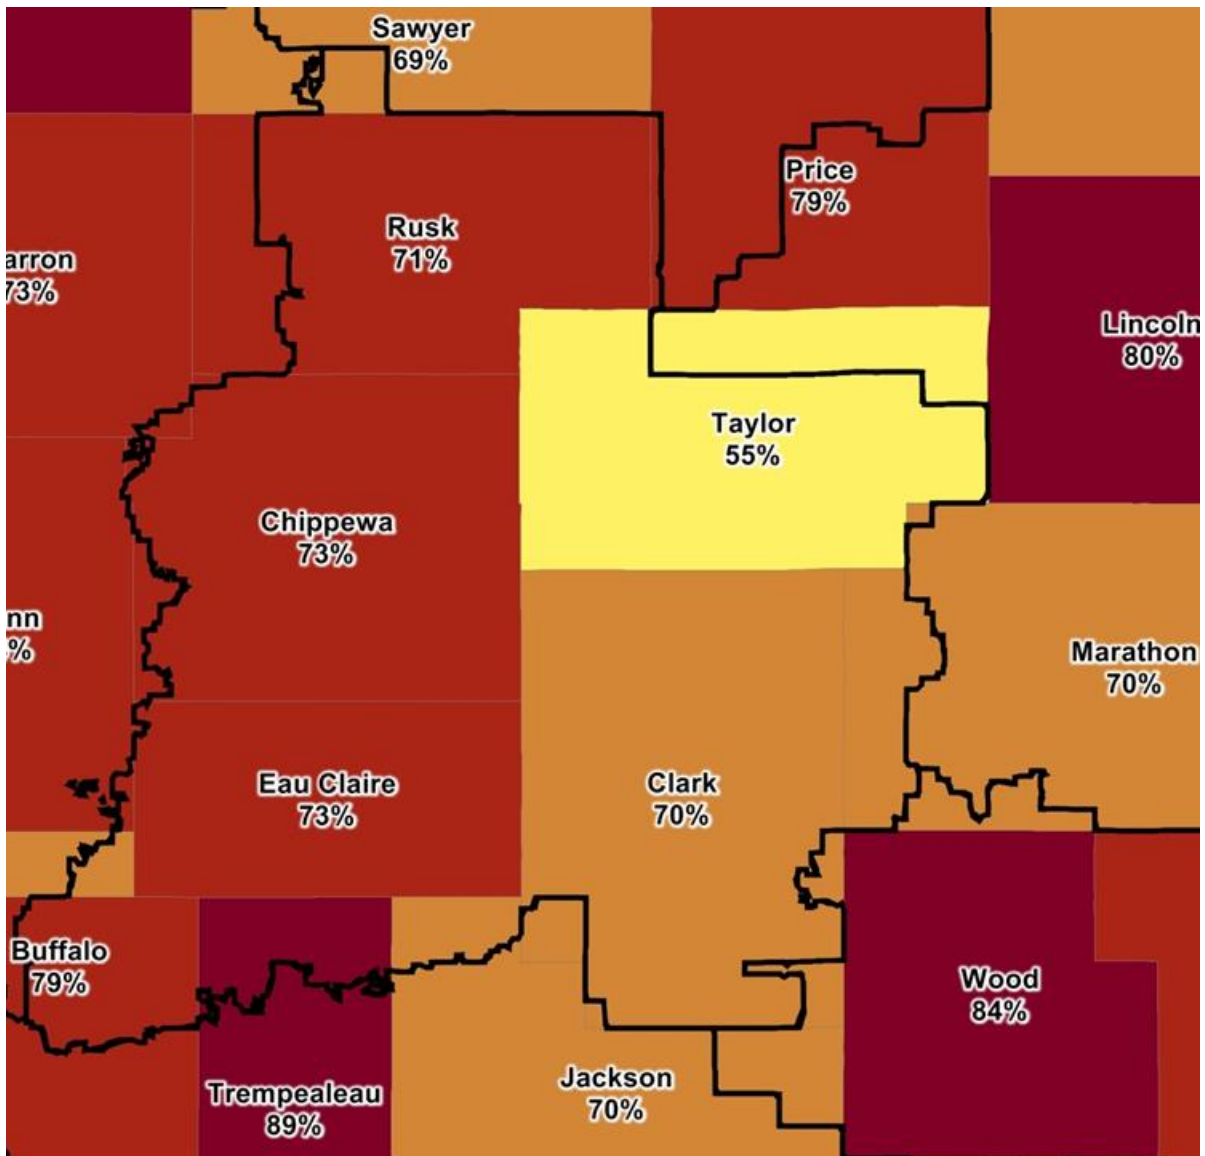 Sawyer
69%
Price
79%
Rusk
71%
arron
73%
Lincoln
80%
Taylor
55%
Chippewa
73%
nn
%
Marathon
70%
Eau Claire
73%
Clark
70%
Buffalo
79%
Wood
84%
Jackson
70%
Trempealeau
89%